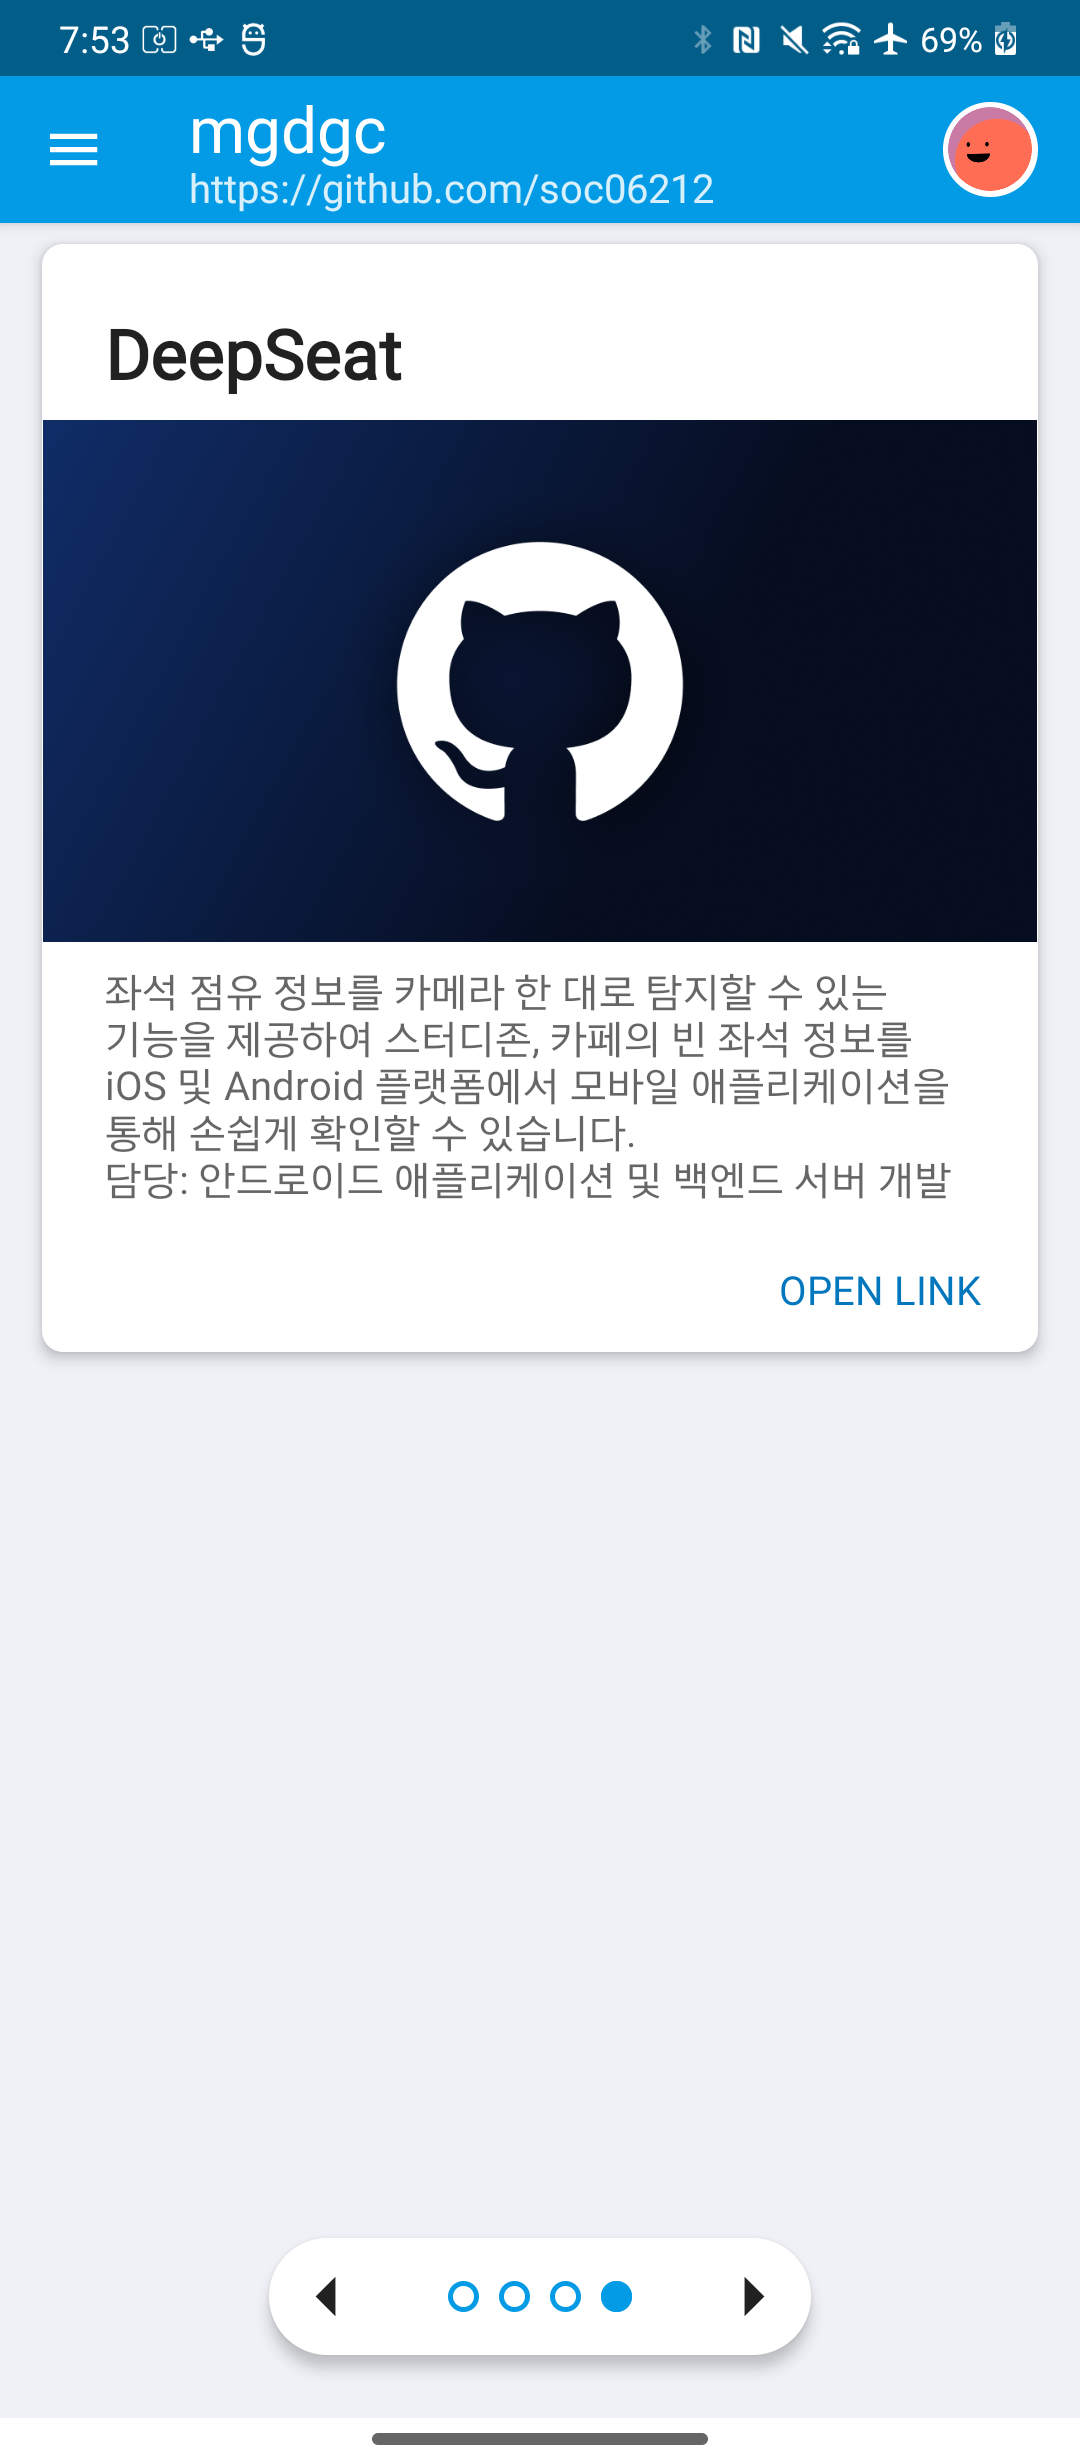 7:53
69%
mgdgc
https://github.com/soc06212
DeepSeat
좌석 점유 정보를 카메라 한 대로 탐지할 수 있는
기능을 제공하여 스터디존, 카페의 빈 좌석 정보를
iOS 및 Android 플랫폼에서 모바일 애플리케이션을
통해 손쉽게 확인할 수 있습니다.
담당: 안드로이드 애플리케이션 및 백엔드 서버 개발
OPEN LINK